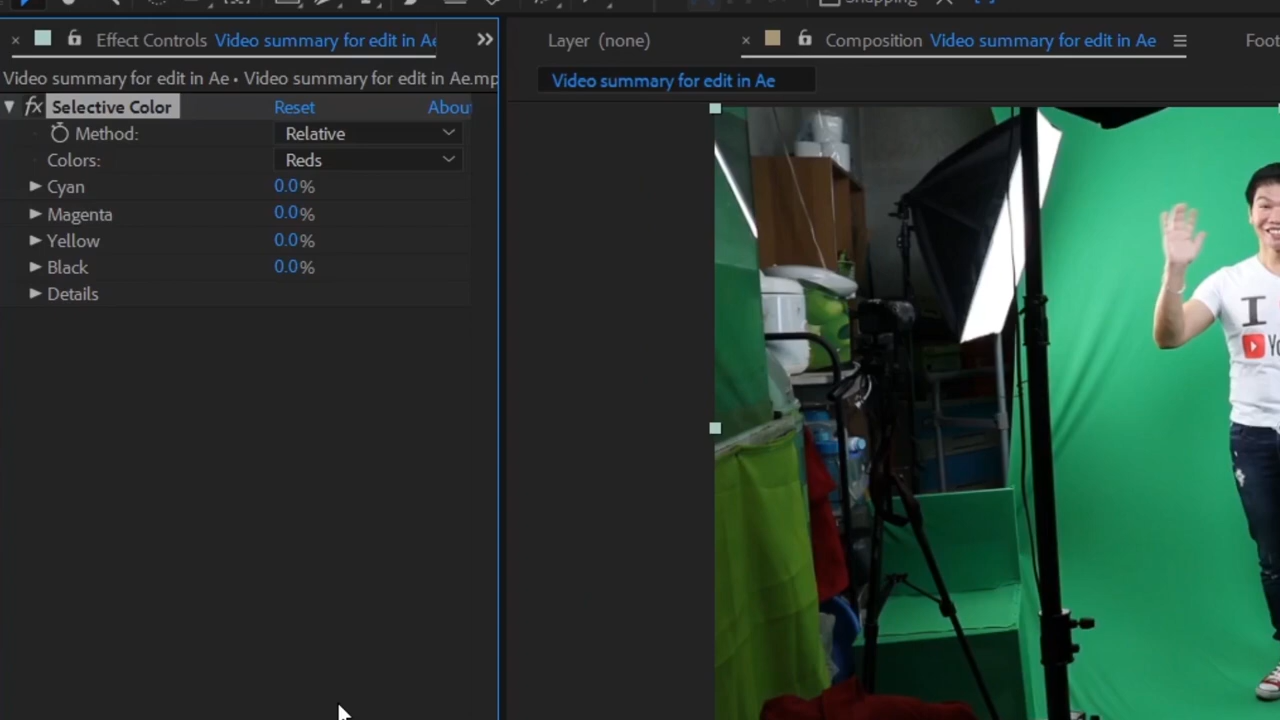 Snapping
× Effect Controls Video summary for edit in Ae »
Layer (none)
× Composition Video summary for edit in Ae
Video summary for edit in Ae • Video summary for edit in Ae.mp
Video summary for edit in Ae
fx Selective Color Reset
Method: Relative
Colors: Reds
Cyan 0.0%
Magenta 0.0%
Yellow 0.0%
Black 0.0%
Details
I